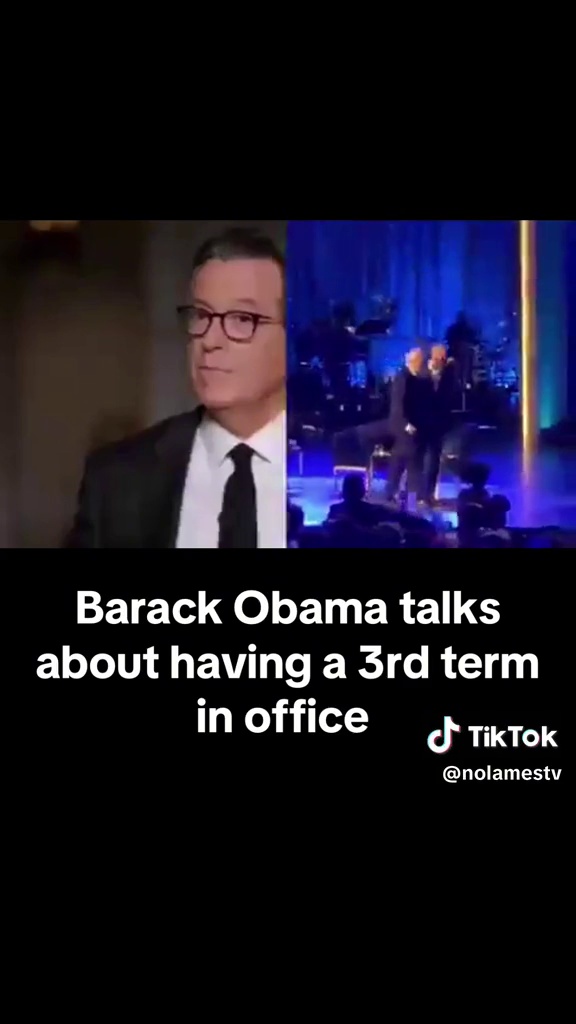 Barack Obama talks
about having a 3rd term
in office
TikTok
@nolamestv